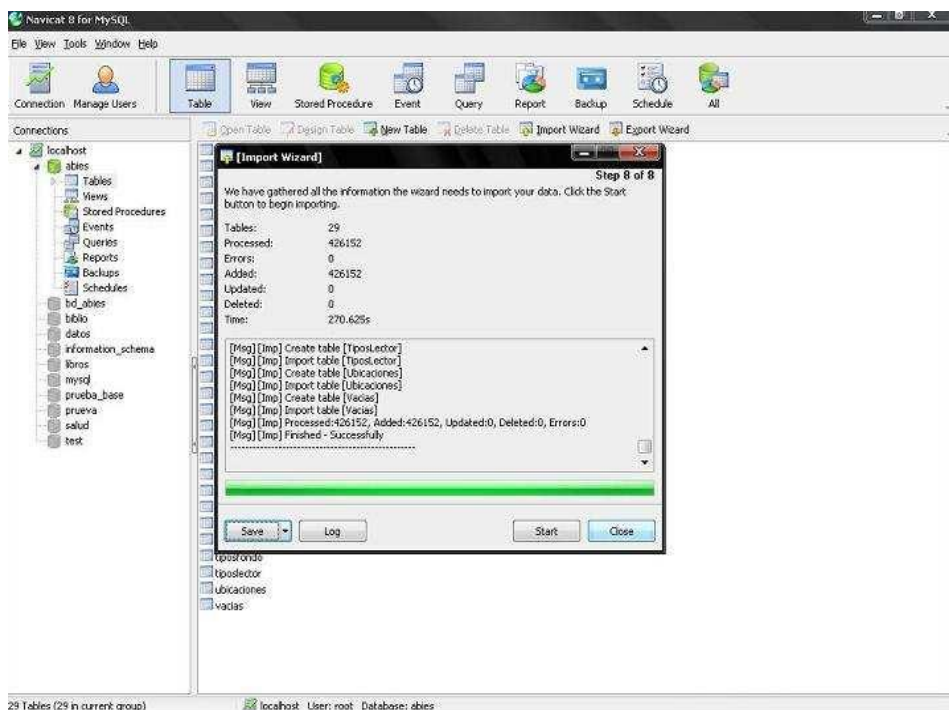 Navicat 8 for MySQL
File View Tools Window Help
Connection Manage Users Table View Stored Procedure Event Query Report Backup Schedule All
Connections
Open Table Design Table New Table Delete Table Import Wizard Export Wizard
localhost
abies
Tables
Views
Stored Procedures
Events
Queries
Reports
Backups
Schedules
bd_abies
biblio
datos
information_schema
libros
mysql
prueba_base
prueva
salud
test
[Import Wizard]
Step 8 of 8
We have gathered all the information the wizard needs to import your data. Click the Start
button to begin importing.
Tables: 29
Processed: 426152
Errors: 0
Added: 426152
Updated: 0
Deleted: 0
Time: 270.625s
[Msg] [Imp] Create table [TiposLector]
[Msg] [Imp] Import table [TiposLector]
[Msg] [Imp] Create table [Ubicaciones]
[Msg] [Imp] Import table [Ubicaciones]
[Msg] [Imp] Create table [Vacias]
[Msg] [Imp] Import table [Vacias]
[Msg] [Imp] Processed:426152, Added:426152, Updated:0, Deleted:0, Errors:0
[Msg] [Imp] Finished - Successfully
--------------------------------------------------
Save Log Start Close
tiposfondo
tiposlector
ubicaciones
vacias
29 Tables (29 in current group) localhost User: root Database: abies